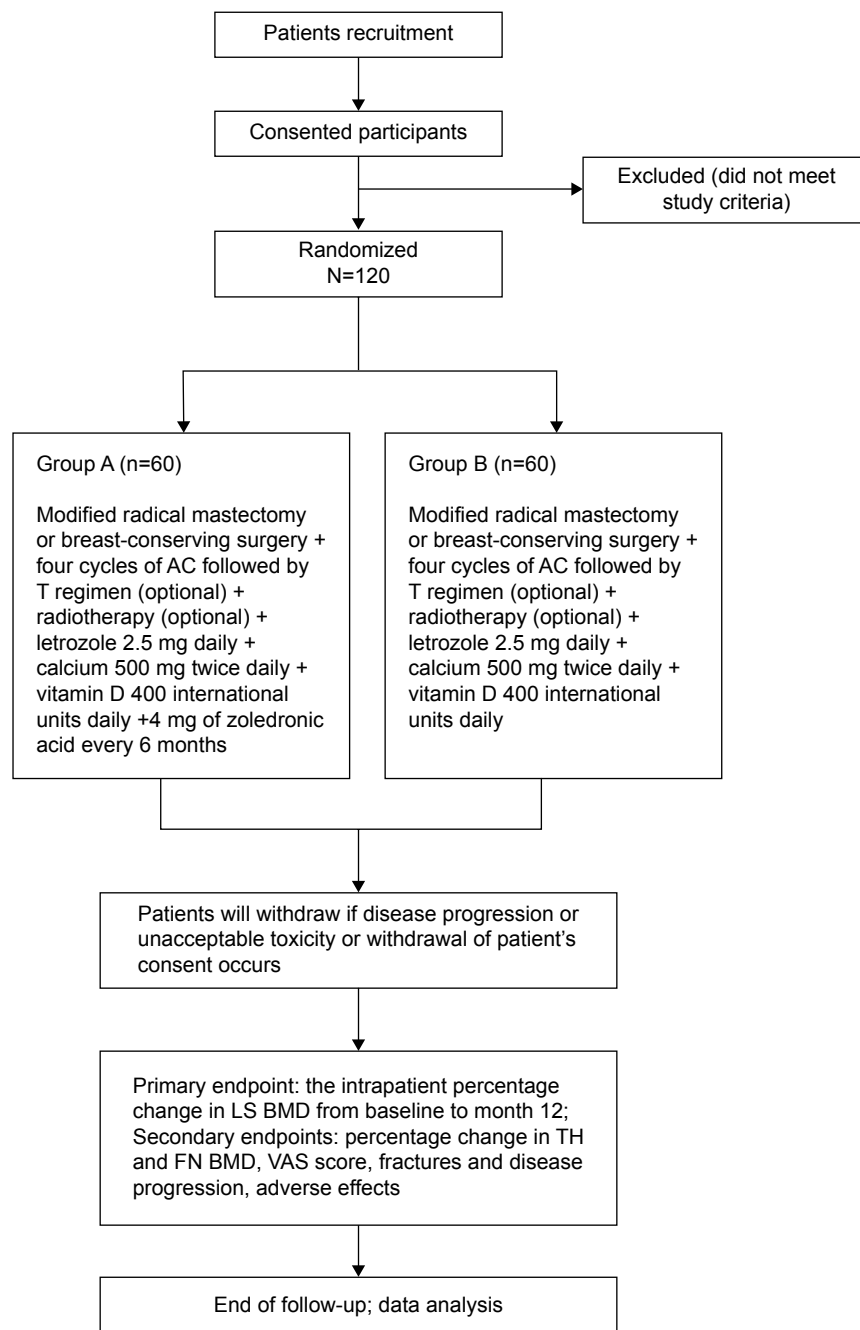 Patients recruitment
Consented participants
Excluded (did not meet
study criteria)
Randomized
N=120
Group A (n=60)
Modified radical mastectomy
or breast-conserving surgery +
four cycles of AC followed by
T regimen (optional) +
radiotherapy (optional) +
letrozole 2.5 mg daily +
calcium 500 mg twice daily +
vitamin D 400 international
units daily +4 mg of zoledronic
acid every 6 months
Group B (n=60)
Modified radical mastectomy
or breast-conserving surgery +
four cycles of AC followed by
T regimen (optional) +
radiotherapy (optional) +
letrozole 2.5 mg daily +
calcium 500 mg twice daily +
vitamin D 400 international
units daily
Patients will withdraw if disease progression or
unacceptable toxicity or withdrawal of patient’s
consent occurs
Primary endpoint: the intrapatient percentage
change in LS BMD from baseline to month 12;
Secondary endpoints: percentage change in TH
and FN BMD, VAS score, fractures and disease
progression, adverse effects
End of follow-up; data analysis